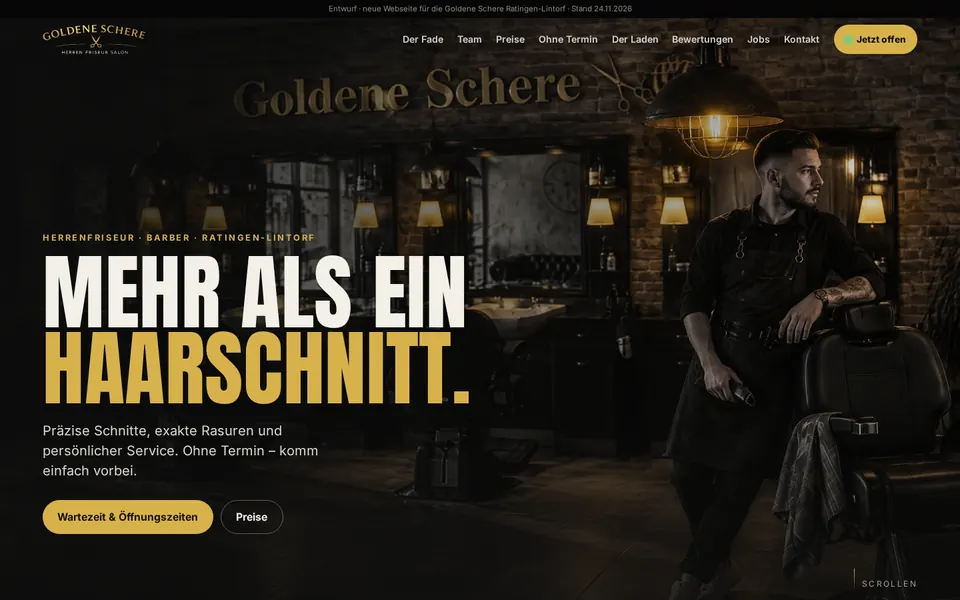 Entwurf - neue Webseite für die Goldene Schere Ratingen-Lintorf · Stand 24.11.2026
GOLDENE SCHERE
HERREN FRISEUR SALON
Der Fade Team Preise Ohne Termin Der Laden Bewertungen Jobs Kontakt Jetzt offen
Goldene Schere
HERRENFRISEUR · BARBER · RATINGEN-LINTORF
MEHR ALS EIN
HAARSCHNITT.
Präzise Schnitte, exakte Rasuren und
persönlicher Service. Ohne Termin – komm
einfach vorbei.
Wartezeit & Öffnungszeiten Preise
SCROLLEN